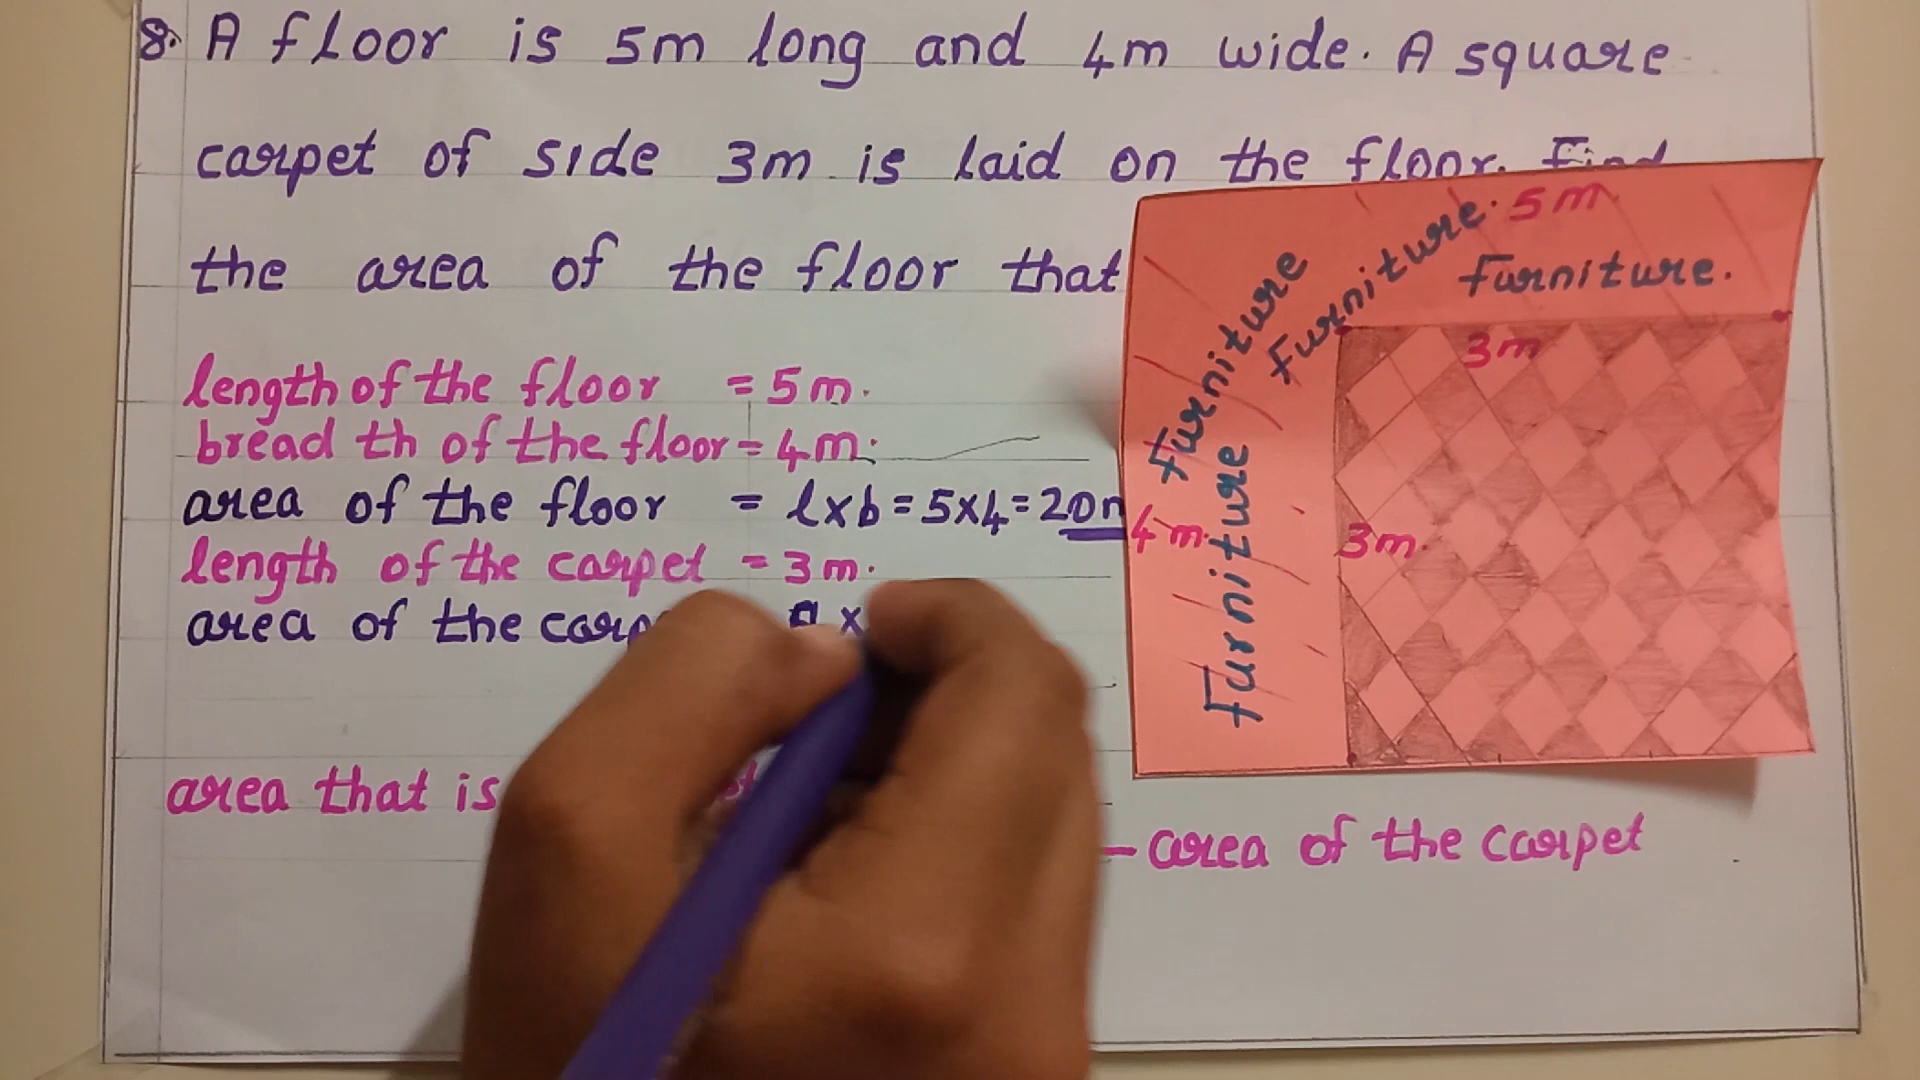 8. A floor is 5m long and 4m wide. A square
carpet of side 3m is laid on the floor. Find
the area of the floor that
length of the floor = 5m.
bread th of the floor = 4m.
area of the floor = l×b = 5×4 = 20
length of the carpet = 3m.
area of the ×
area that is
- area of the carpet
5m
Furniture.
Furniture.
Furniture
Furniture
3m
4m.
3m.